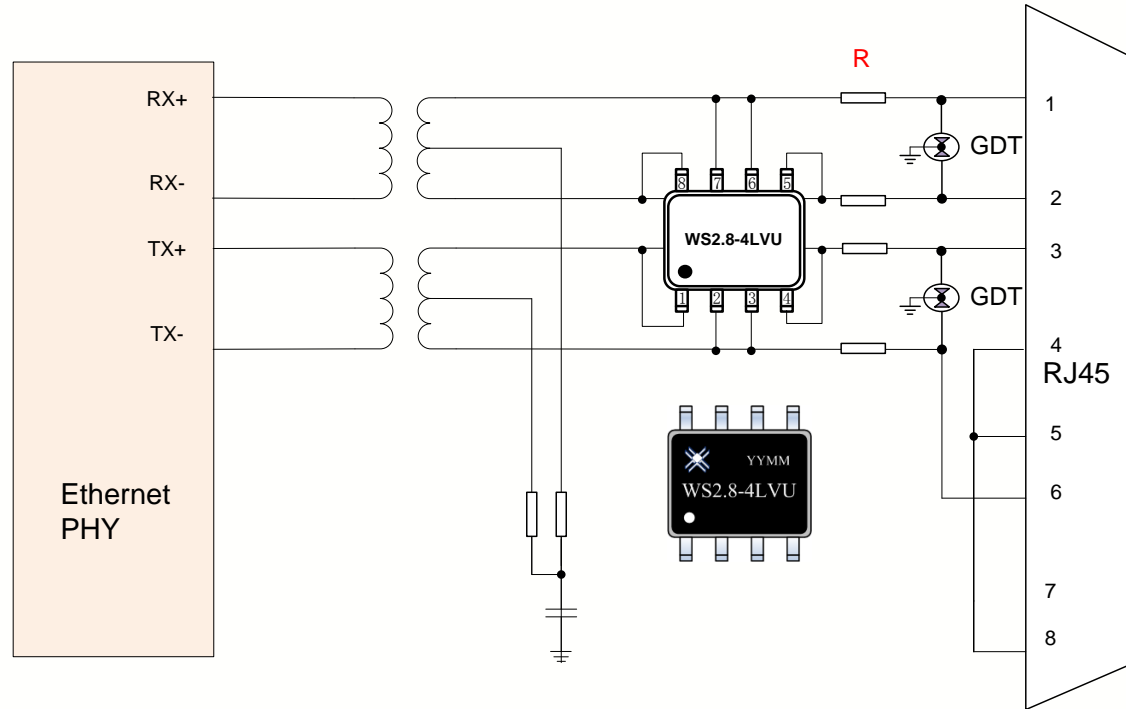 R
RX+
1
GDT
8
7
6
5
RX-
2
WS2.8-4LVU
TX+
3
1
2
3
4
GDT
TX-
4
RJ45
YYMM
WS2.8-4LVU
5
Ethernet
PHY
6
7
8